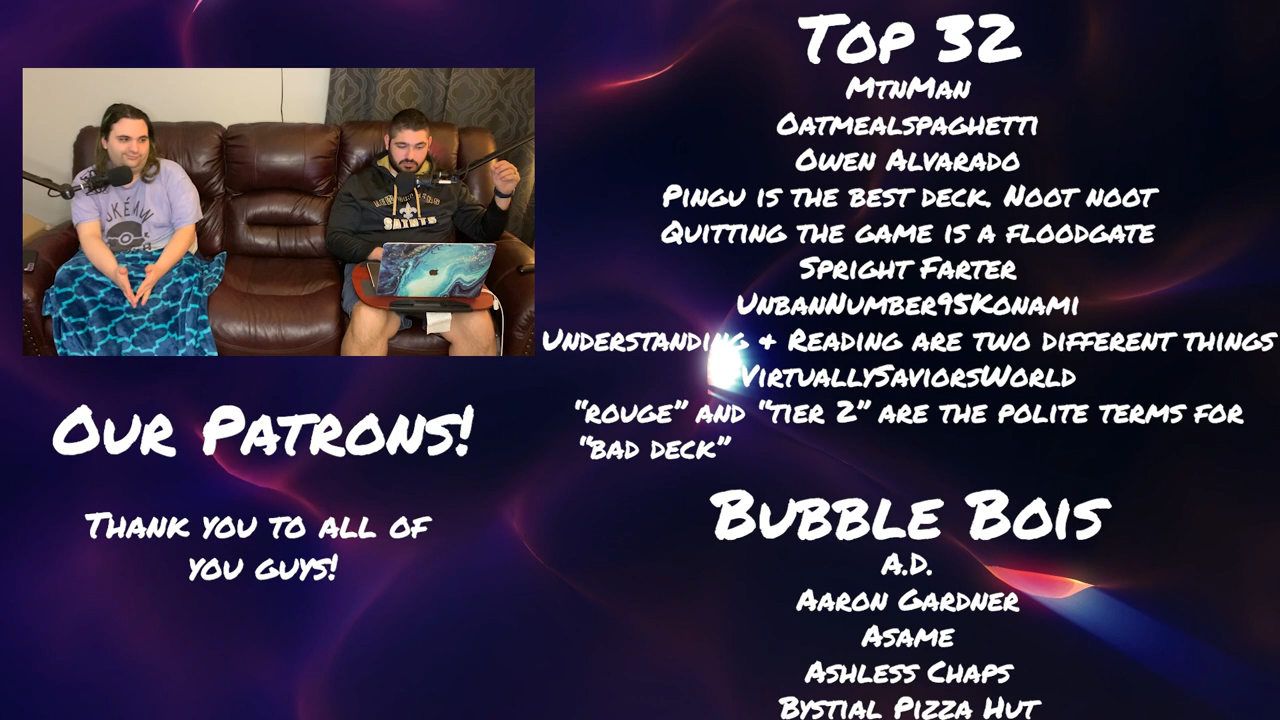 Top 32
MtnMan
Oatmealspaghetti
Owen Alvarado
Pingu is the best deck. Noot noot
Quitting the game is a floodgate
Spright Farter
UnbanNumber95Konami
Understanding & Reading are two different things
VirtuallySaviorsWorld
“rouge” and “tier 2” are the polite terms for
“bad deck”
Bubble Bois
A.D.
Aaron Gardner
Asame
Ashless Chaps
Bystial Pizza Hut
Our Patrons!
Thank you to all of
you guys!
SAINTS